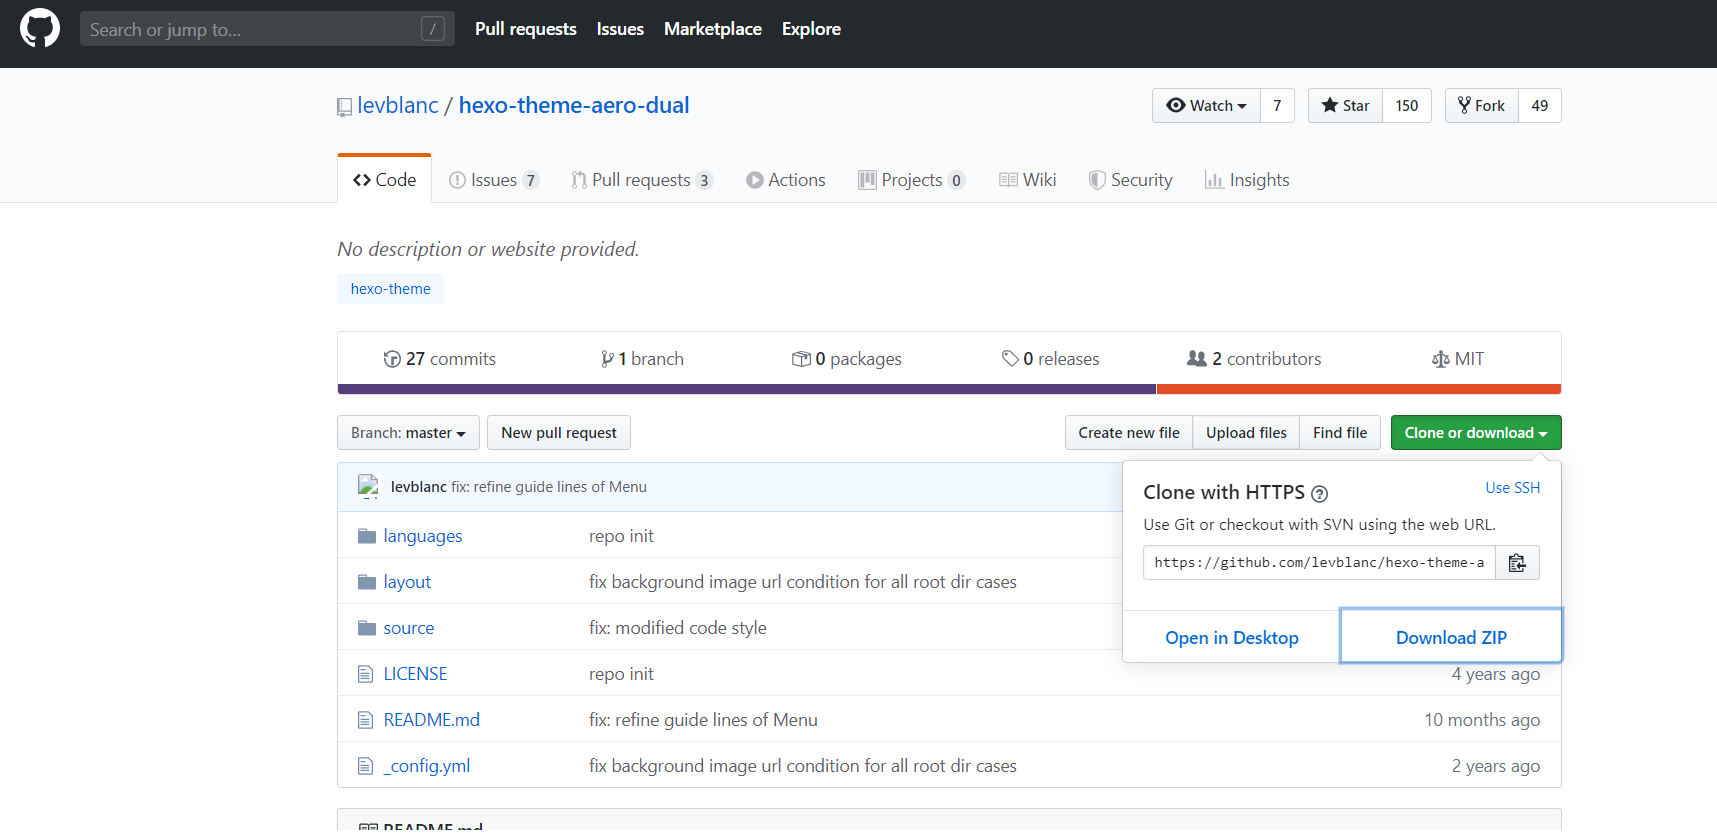 Search or jump to... /
Pull requests Issues Marketplace Explore
levblanc / hexo-theme-aero-dual
Watch 7 Star 150 Fork 49
Code Issues 7 Pull requests 3 Actions Projects 0 Wiki Security Insights
No description or website provided.
hexo-theme
27 commits 1 branch 0 packages 0 releases 2 contributors MIT
Branch: master New pull request Create new file Upload files Find file Clone or download
levblanc fix: refine guide lines of Menu
Clone with HTTPS ? Use SSH
Use Git or checkout with SVN using the web URL.
https://github.com/levblanc/hexo-theme-a
Open in Desktop Download ZIP
languages repo init
layout fix background image url condition for all root dir cases
source fix: modified code style
LICENSE repo init 4 years ago
README.md fix: refine guide lines of Menu 10 months ago
_config.yml fix background image url condition for all root dir cases 2 years ago
README.md